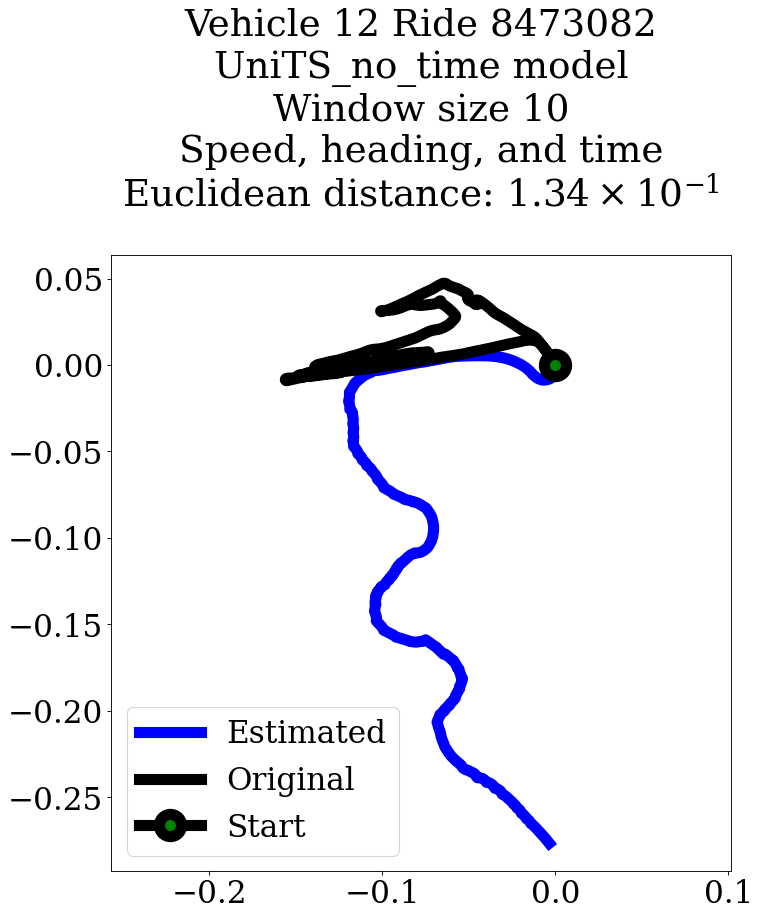 Vehicle 12 Ride 8473082
UniTS_no_time model
Window size 10
Speed, heading, and time
Euclidean distance: 1.34 × 10⁻¹
0.05
0.00
−0.05
−0.10
−0.15
−0.20
−0.25
Estimated
Original
Start
−0.2 −0.1 0.0 0.1